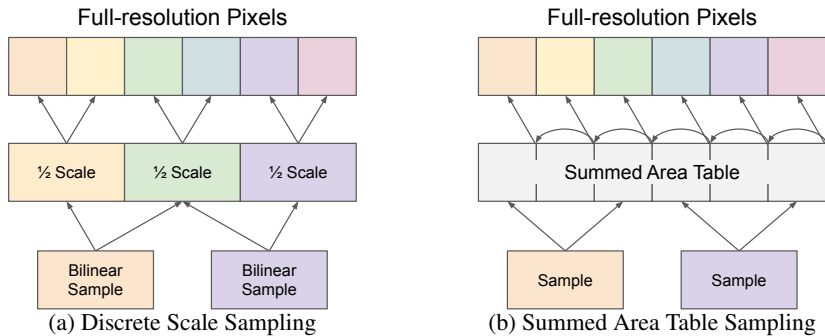 Full-resolution Pixels
½ Scale
½ Scale
½ Scale
Bilinear
Sample
Bilinear
Sample
(a) Discrete Scale Sampling
Full-resolution Pixels
Summed Area Table
Sample
Sample
(b) Summed Area Table Sampling